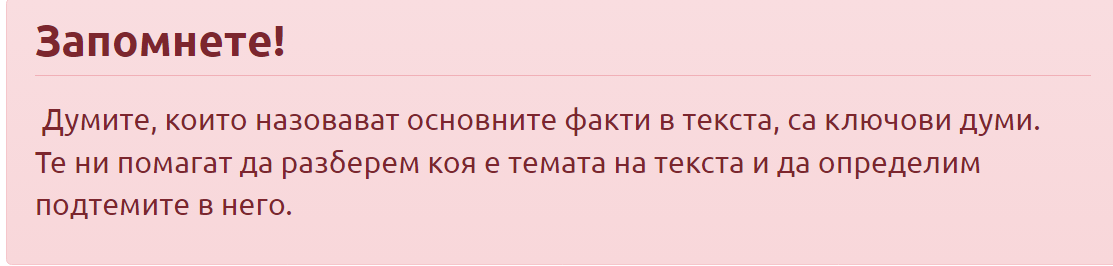 Запомнете!
Думите, които назовават основните факти в текста, са ключови думи.
Те ни помагат да разберем коя е темата на текста и да определим
подтемите в него.